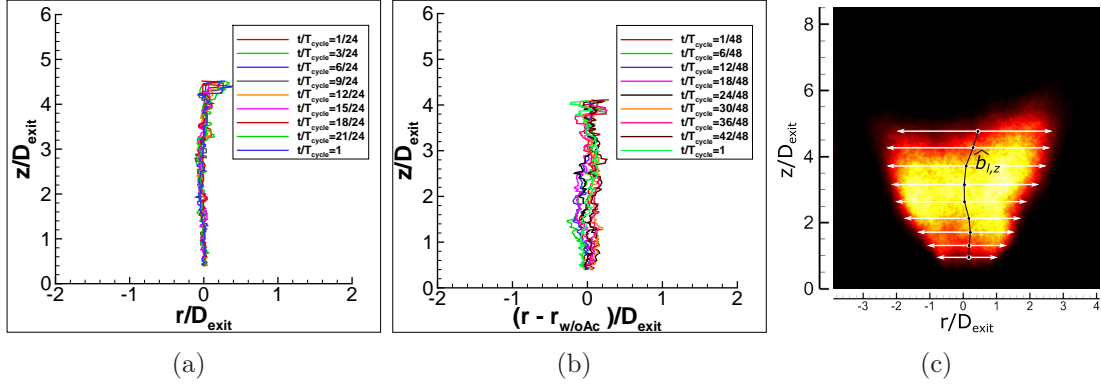 6
5
4
3
2
1
0
z/D_exit
-2 -1 0 1 2
r/D_exit
t/T_cycle=1/24
t/T_cycle=3/24
t/T_cycle=6/24
t/T_cycle=9/24
t/T_cycle=12/24
t/T_cycle=15/24
t/T_cycle=18/24
t/T_cycle=21/24
t/T_cycle=1
(a)
6
5
4
3
2
1
0
z/D_exit
-2 -1 0 1 2
(r - r_w/oAc )/D_exit
t/T_cycle=1/48
t/T_cycle=6/48
t/T_cycle=12/48
t/T_cycle=18/48
t/T_cycle=24/48
t/T_cycle=30/48
t/T_cycle=36/48
t/T_cycle=42/48
t/T_cycle=1
(b)
8
6
4
2
0
z/D_exit
b̂_l,z
-3 -2 -1 0 1 2 3 4
r/D_exit
(c)